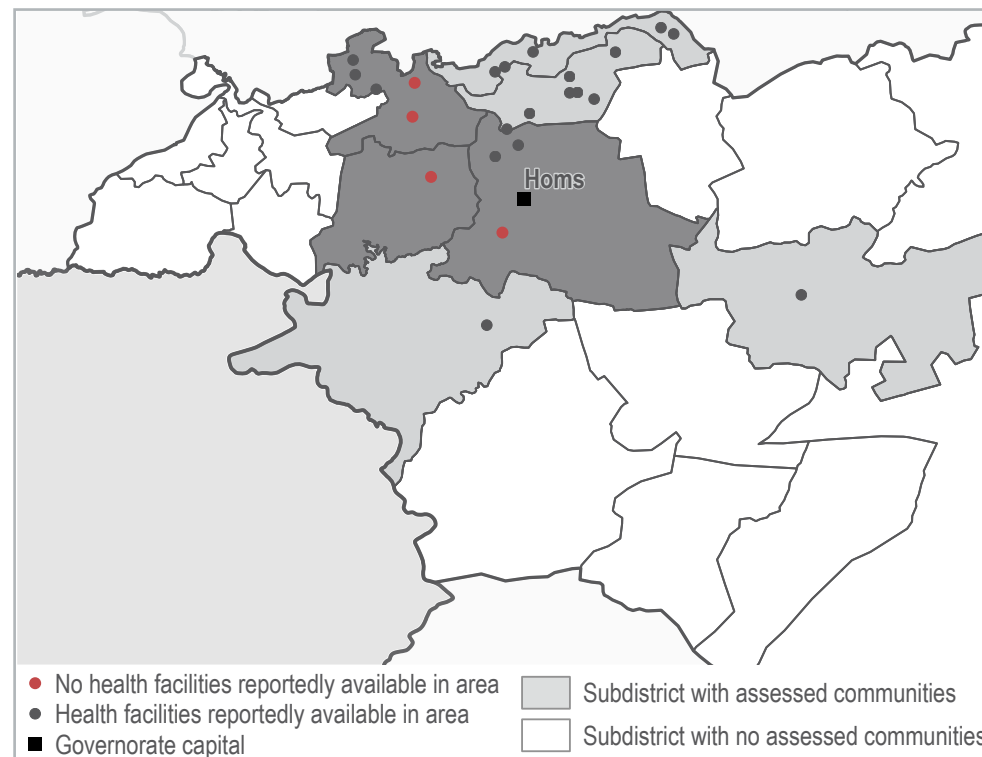 Homs
No health facilities reportedly available in area
Health facilities reportedly available in area
Governorate capital
Subdistrict with assessed communities
Subdistrict with no assessed communities